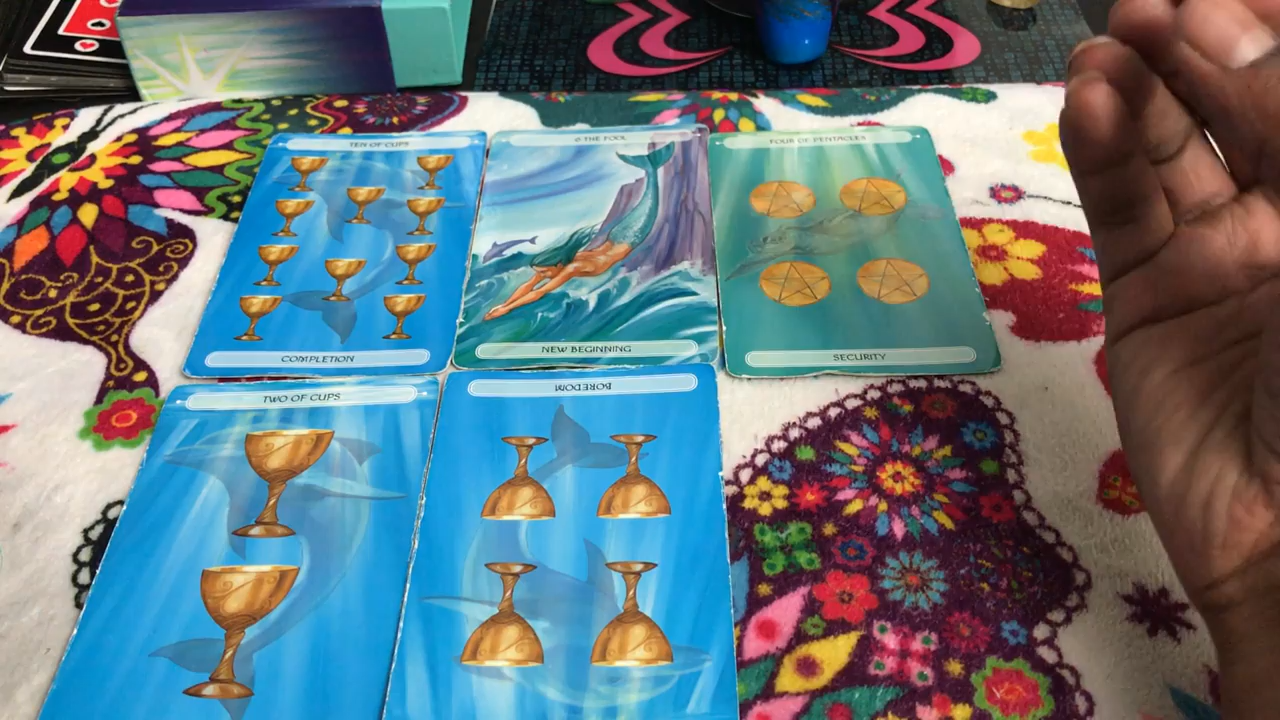 TEN OF CUPS
0 THE FOOL
FOUR OF PENTACLES
COMPLETION
NEW BEGINNING
SECURITY
TWO OF CUPS
BOREDOM